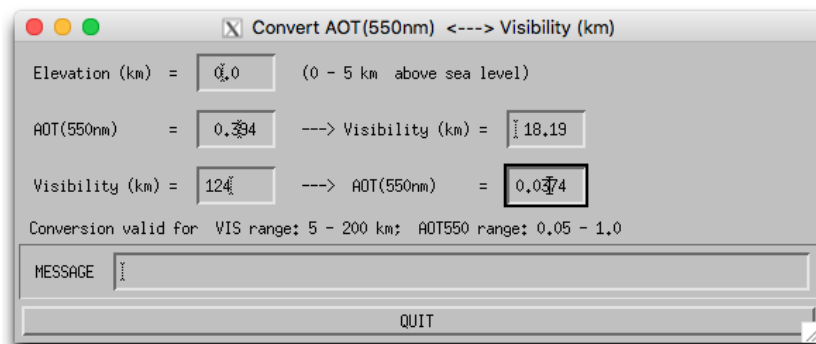 Convert AOT(550nm) <---> Visibility (km)
Elevation (km) = 0.0 (0 - 5 km above sea level)
AOT(550nm) = 0.394 ---> Visibility (km) = 18.19
Visibility (km) = 124 ---> AOT(550nm) = 0.0374
Conversion valid for VIS range: 5 - 200 km; AOT550 range: 0.05 - 1.0
MESSAGE
QUIT